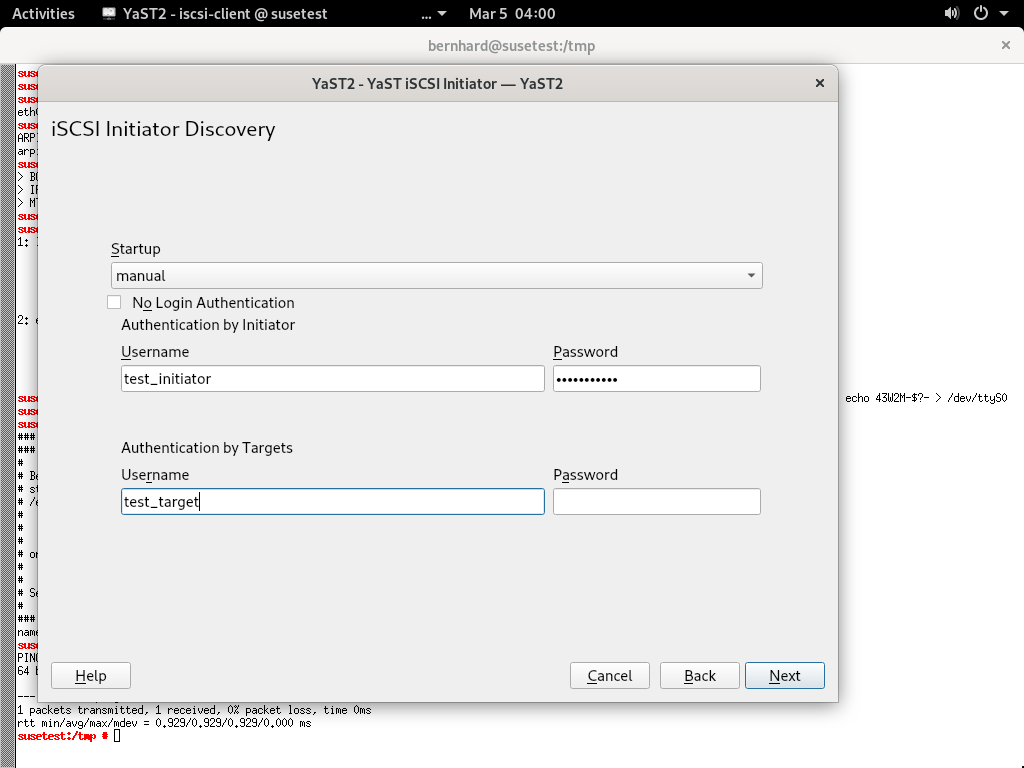 Activities YaST2 - iscsi-client @ susetest ... Mar 5 04:00
bernhard@susetest:/tmp
YaST2 - YaST iSCSI Initiator — YaST2
iSCSI Initiator Discovery
Startup
manual
No Login Authentication
Authentication by Initiator
Username Password
test_initiator •••••••••••
echo 43W2M-$?- > /dev/ttyS0
Authentication by Targets
Username Password
test_target
Help Cancel Back Next
1 packets transmitted, 1 received, 0% packet loss, time 0ms
rtt min/avg/max/mdev = 0.929/0.929/0.929/0.000 ms
susetest:/tmp #